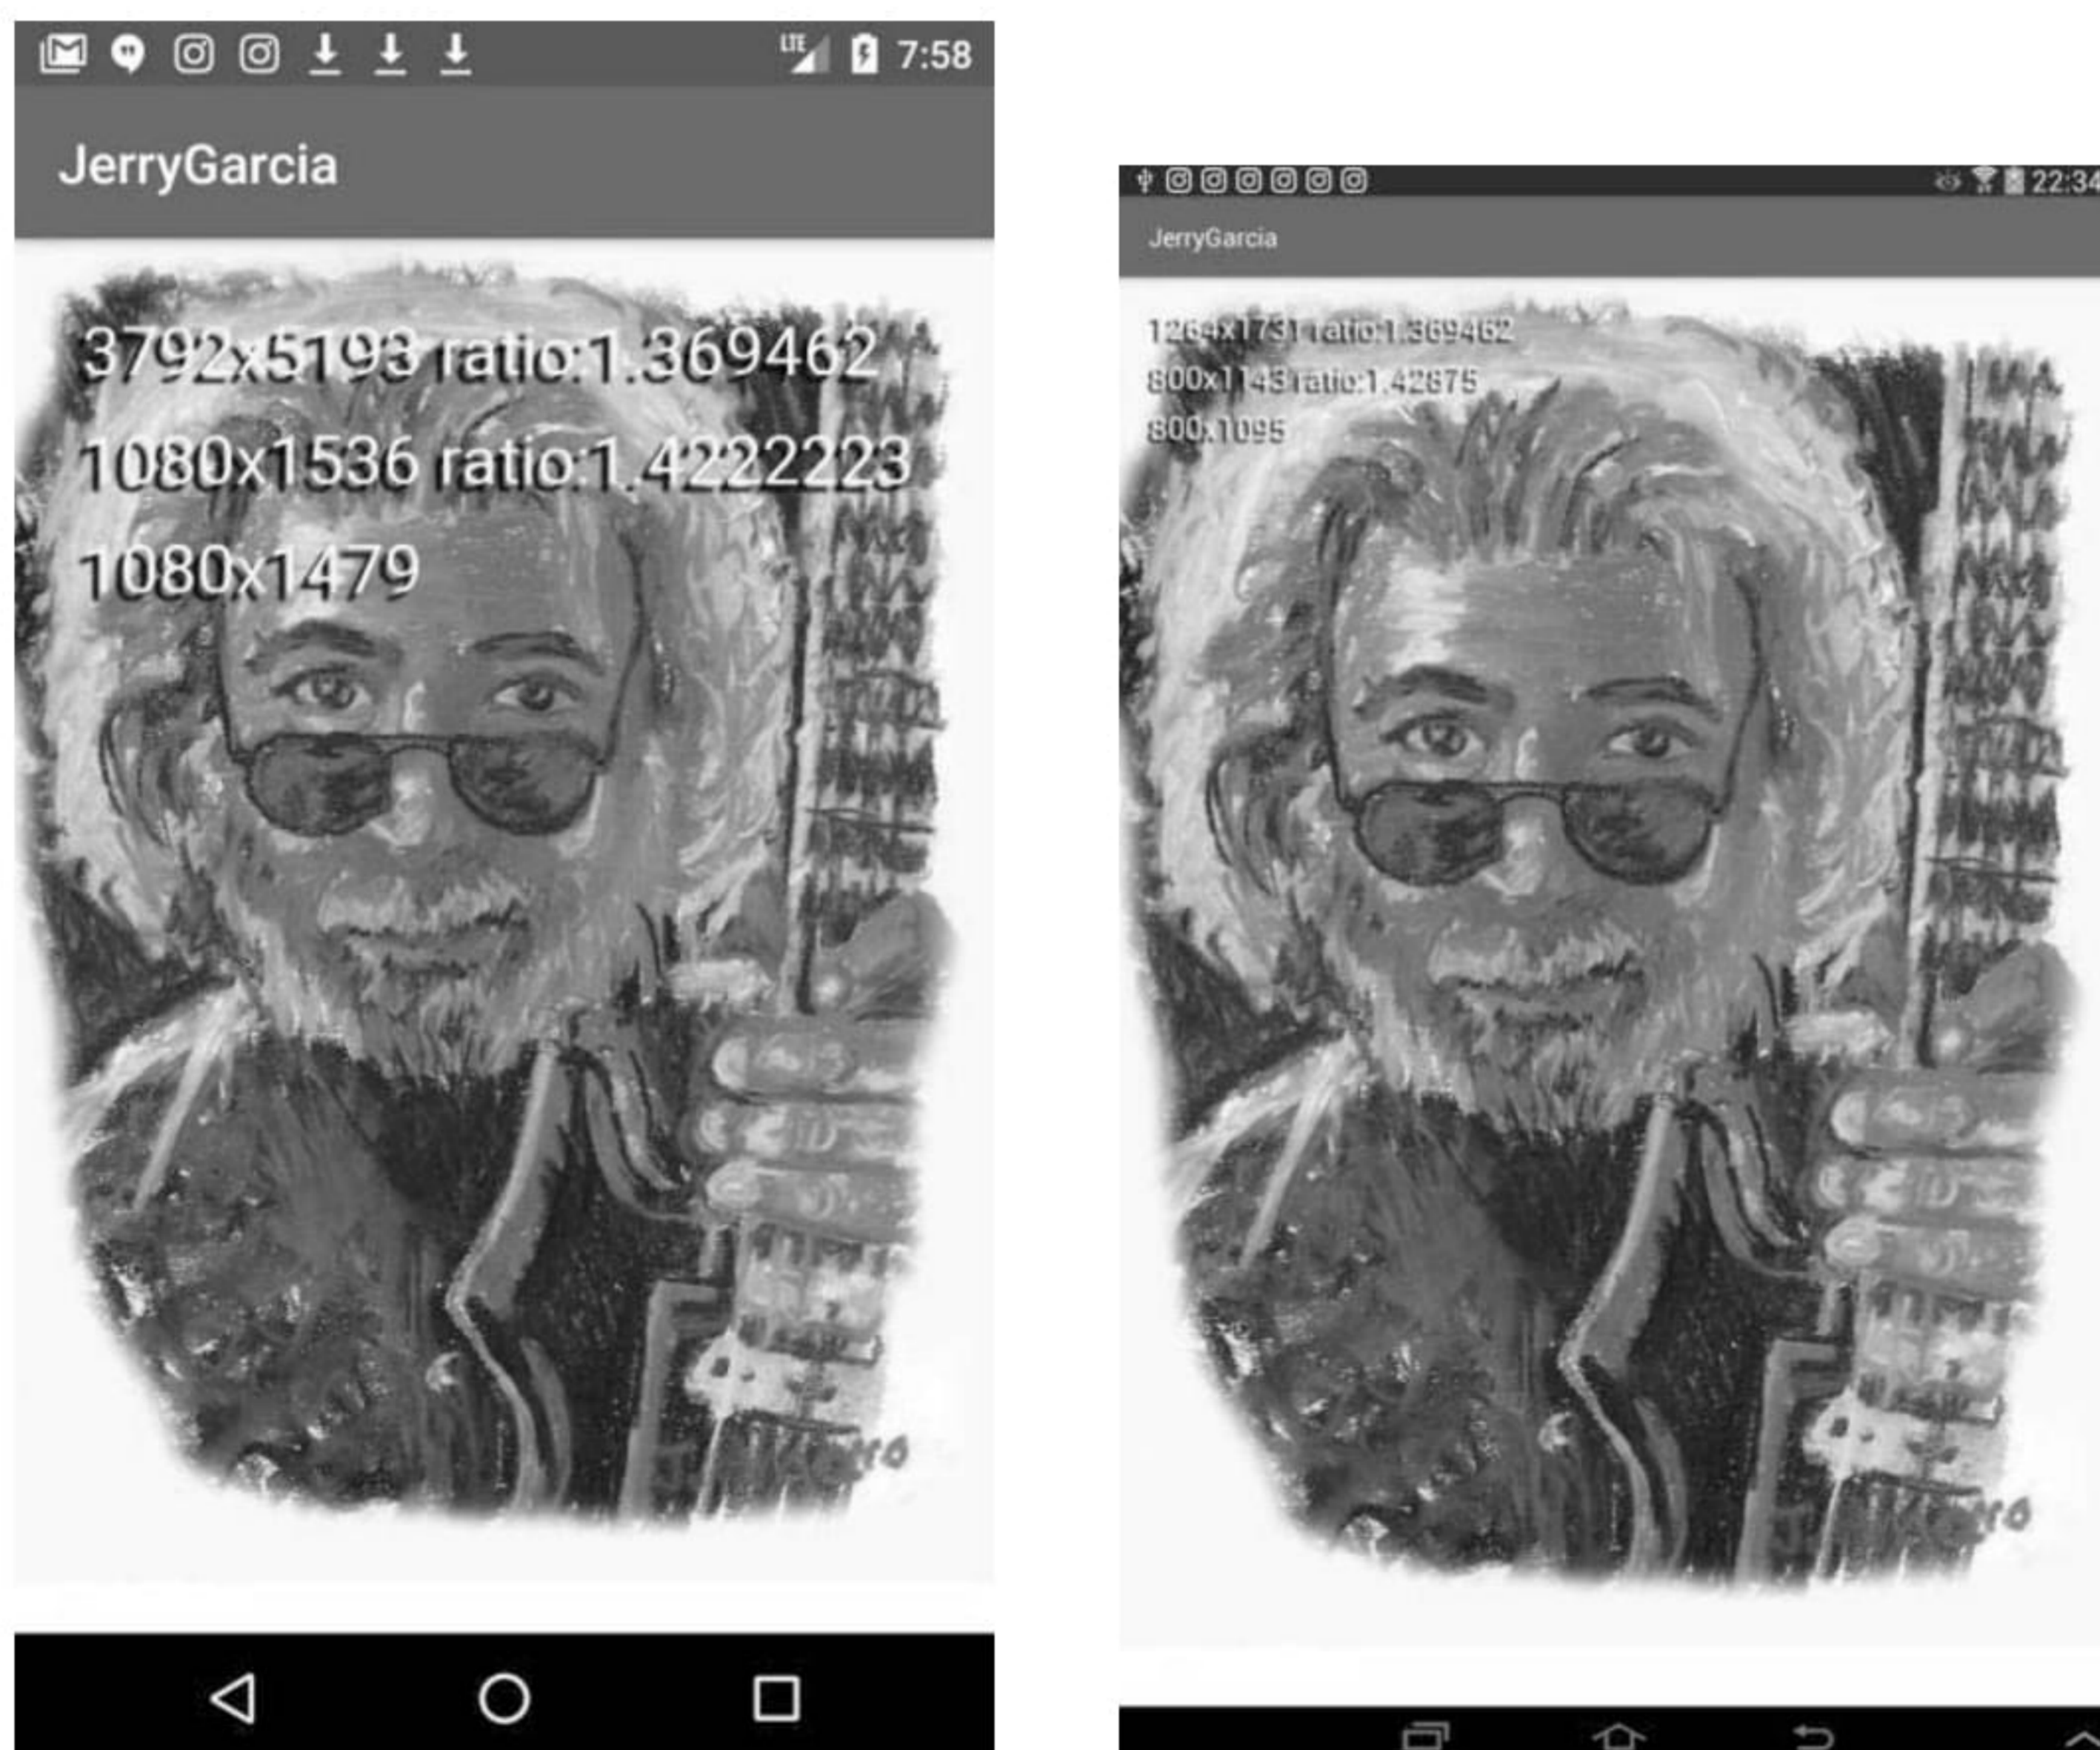 LTE 7:58
JerryGarcia
3792x5193 ratio:1.369462
1080x1536 ratio:1.4222223
1080x1479
22:34
JerryGarcia
1264x1731 ratio:1.369462
800x1143 ratio:1.42875
800x1095